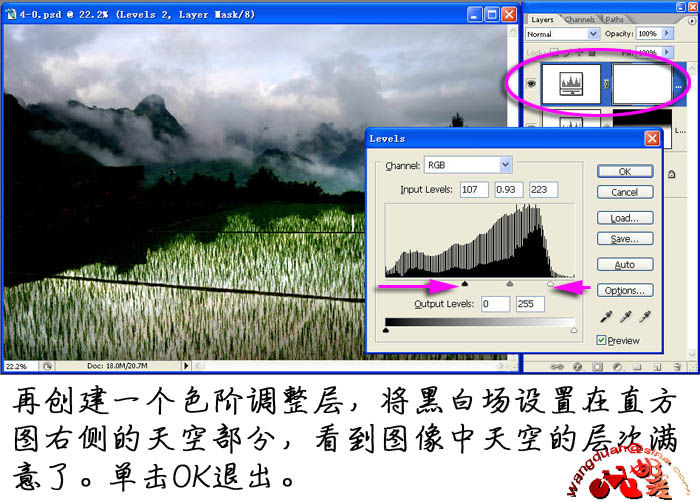 4-0.psd @ 22.2% (Levels 2, Layer Mask/8)
Layers Channels Paths
Normal Opacity: 100%
Lock: Fill: 100%
...
L...
Levels
Channel: RGB
Input Levels: 107 0.93 223
OK
Cancel
Load...
Save...
Auto
Options...
Output Levels: 0 255
Preview
22.2% Doc: 18.0M/20.7M
再创建一个色阶调整层，将黑白场设置在直方
图右侧的天空部分，看到图像中天空的层次满
意了。单击OK退出。
wangquan@sina.com